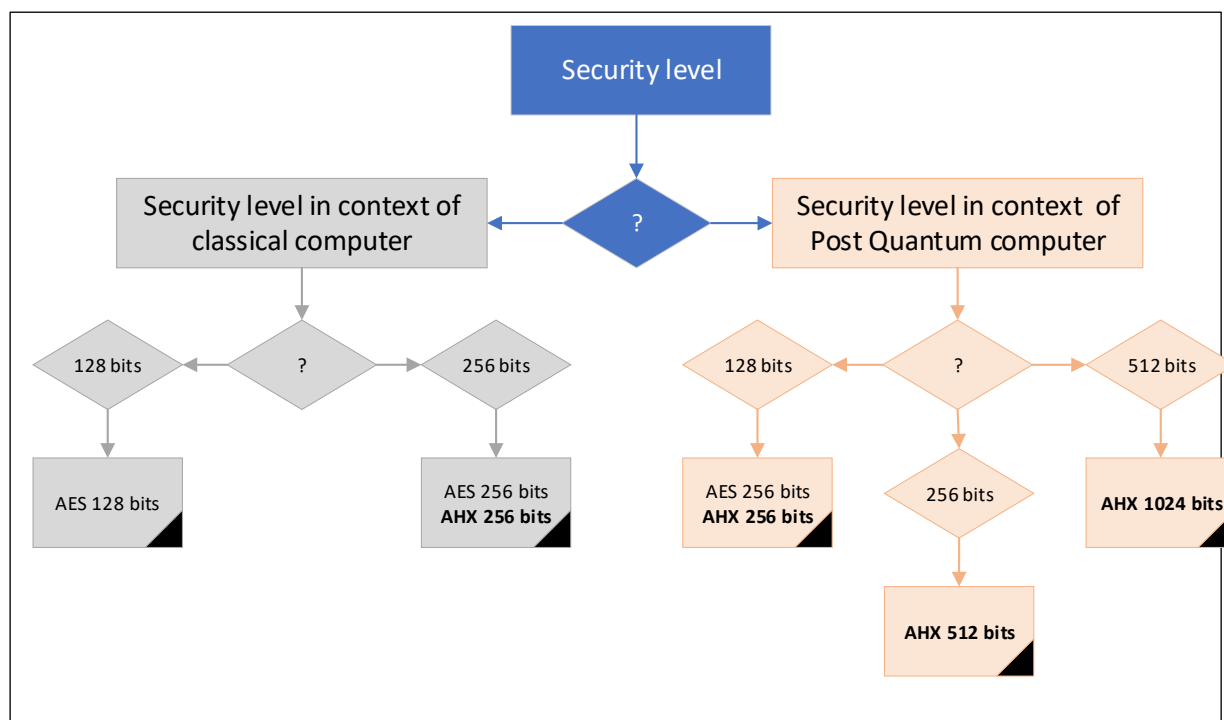 Security level
Security level in context of
classical computer
?
Security level in context  of
Post Quantum computer
128 bits
?
256 bits
128 bits
?
512 bits
AES 128 bits
AES 256 bits
AHX 256 bits
AES 256 bits
AHX 256 bits
256 bits
AHX 1024 bits
AHX 512 bits